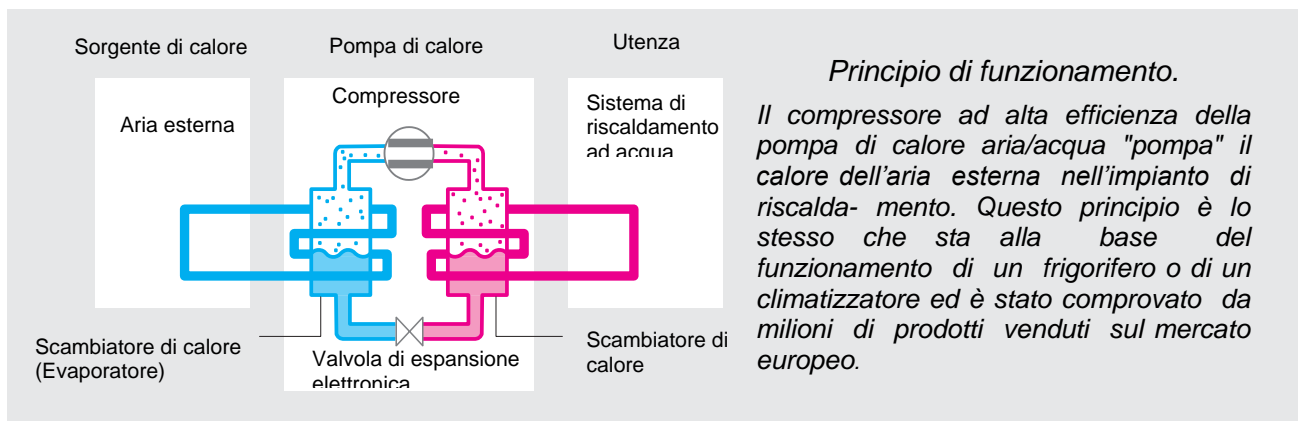 Sorgente di calore
Pompa di calore
Utenza
Aria esterna
Compressore
Sistema di
riscaldamento
ad acqua
Scambiatore di calore
(Evaporatore)
Valvola di espansione
elettronica
Scambiatore di
calore
Principio di funzionamento.
Il compressore ad alta efficienza della
pompa di calore aria/acqua "pompa" il
calore dell'aria esterna nell'impianto di
riscalda- mento. Questo principio è lo
stesso che sta alla base del
funzionamento di un frigorifero o di un
climatizzatore ed è stato comprovato da
milioni di prodotti venduti sul mercato
europeo.